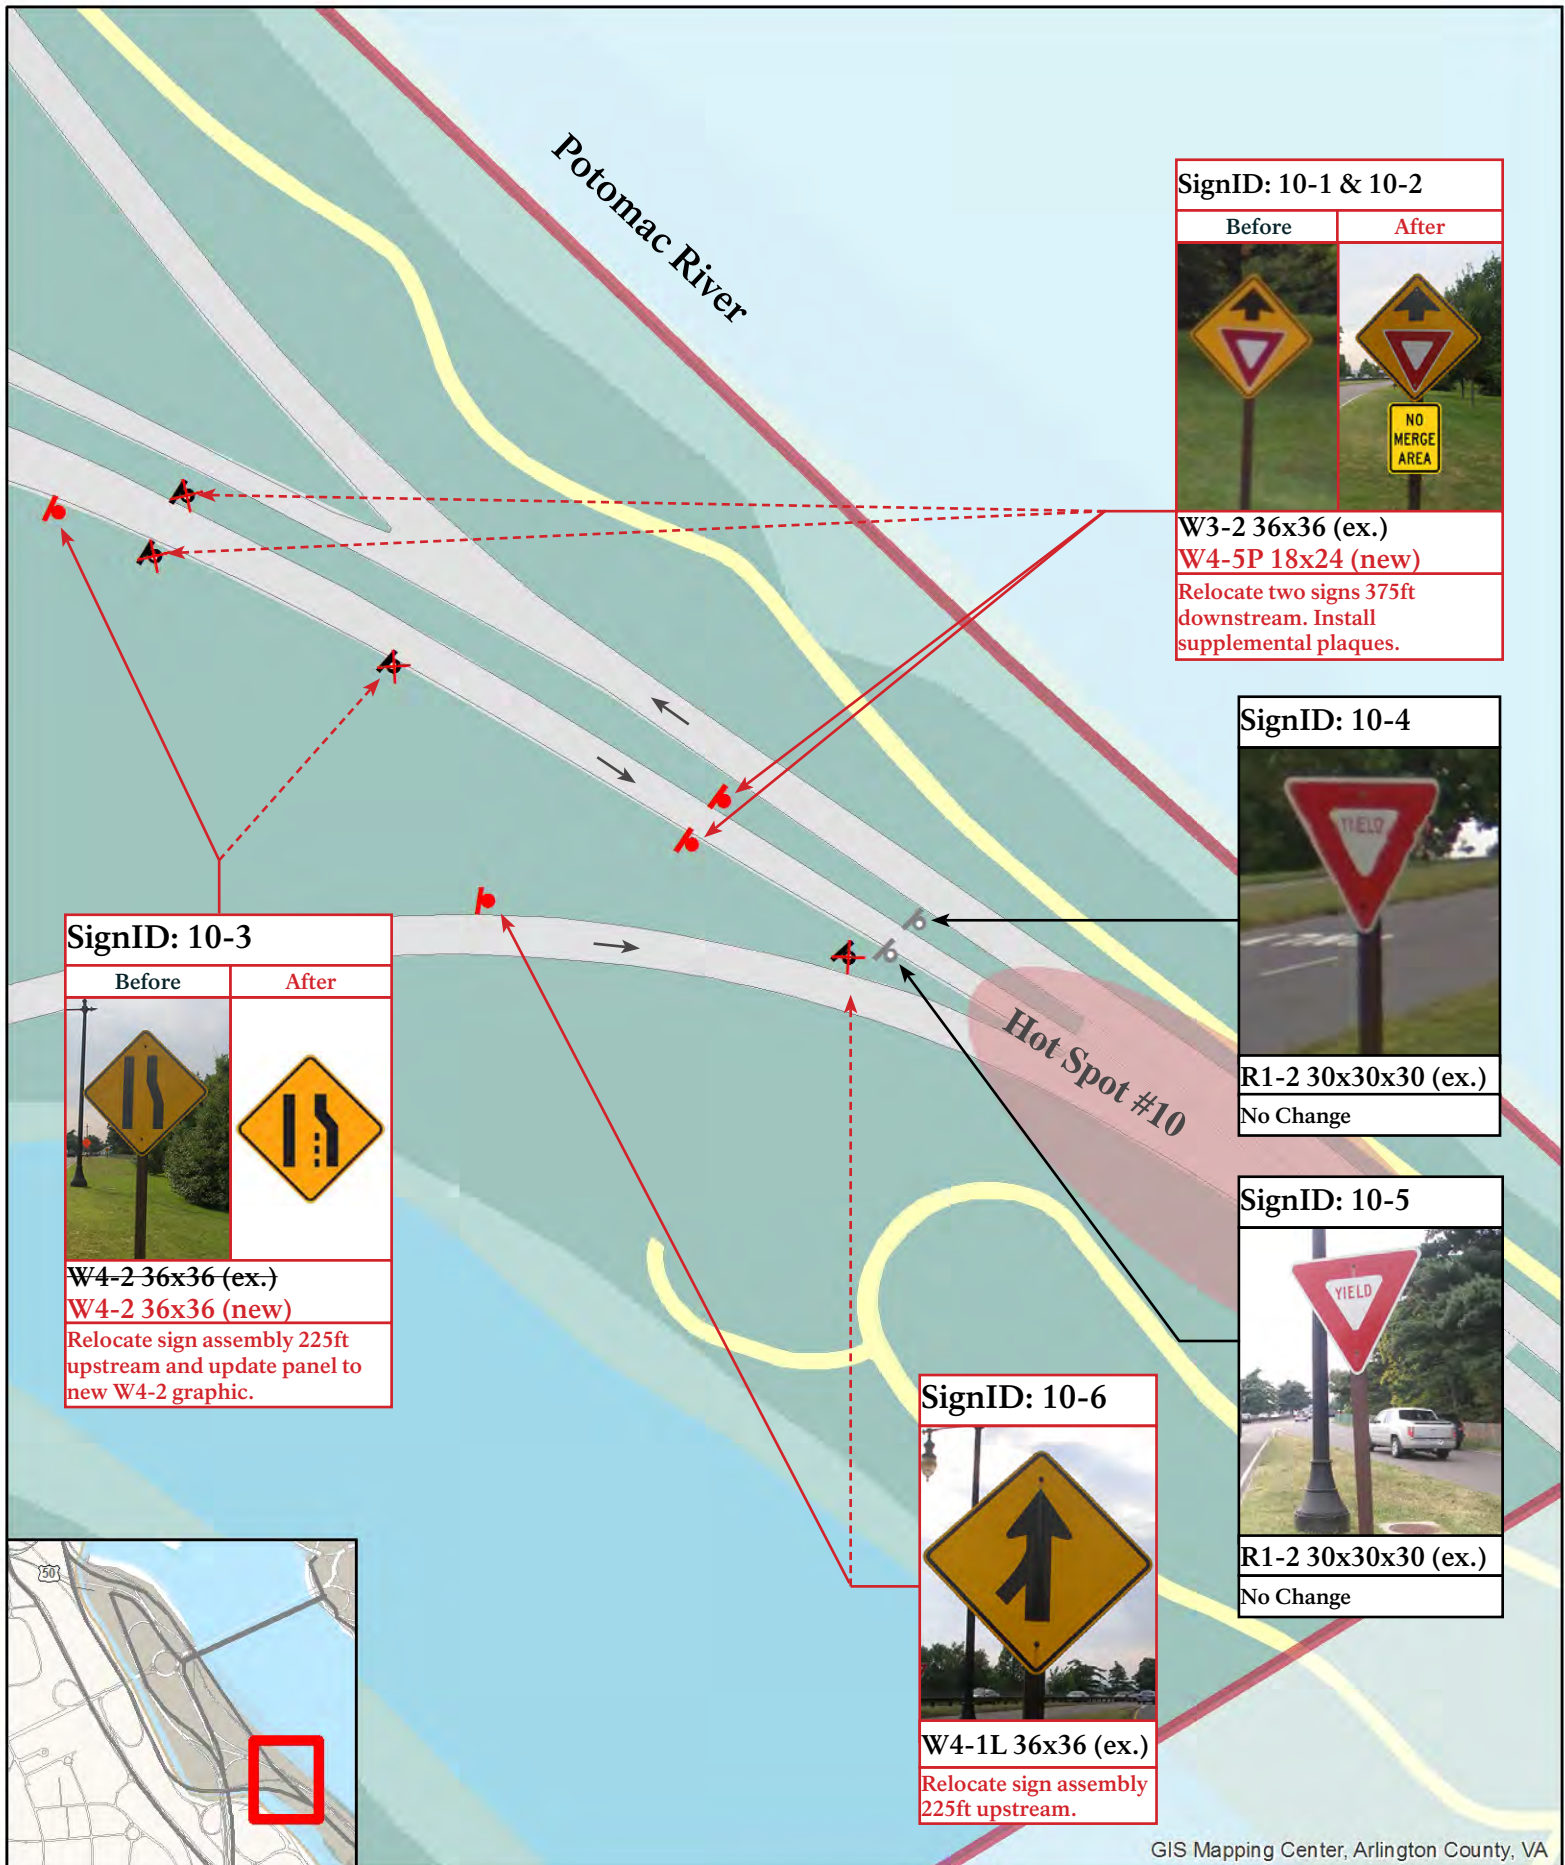 Potomac River
SignID: 10-1 & 10-2
Before
After
NO
MERGE
AREA
W3-2 36x36 (ex.)
W4-5P 18x24 (new)
Relocate two signs 375ft
downstream. Install
supplemental plaques.
SignID: 10-4
YIELD
R1-2 30x30x30 (ex.)
No Change
SignID: 10-3
Before
After
W4-2 36x36 (ex.)
W4-2 36x36 (new)
Relocate sign assembly 225ft
upstream and update panel to
new W4-2 graphic.
Hot Spot #10
SignID: 10-5
YIELD
R1-2 30x30x30 (ex.)
No Change
SignID: 10-6
W4-1L 36x36 (ex.)
Relocate sign assembly
225ft upstream.
50
GIS Mapping Center, Arlington County, VA